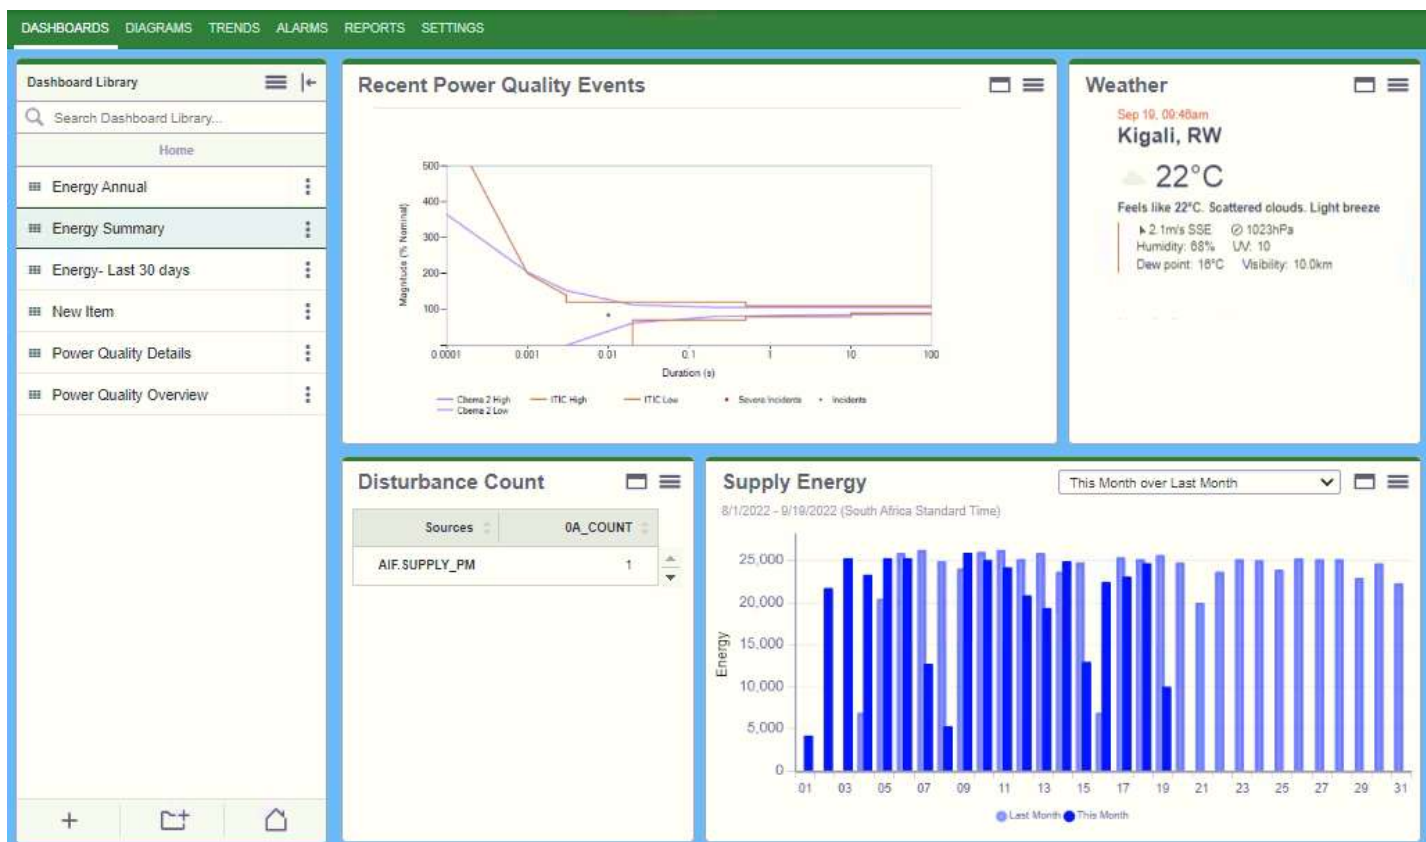 DASHBOARDS DIAGRAMS TRENDS ALARMS REPORTS SETTINGS
Dashboard Library
Search Dashboard Library...
Home
Energy Annual
Energy Summary
Energy- Last 30 days
New Item
Power Quality Details
Power Quality Overview
Recent Power Quality Events
Magnitude (% Nominal)
500
400
300
200
100
0.0001 0.001 0.01 0.1 1 10 100
Duration (s)
Cbema 2 High ITIC High ITIC Low Severe Incidents Incidents
Cbema 2 Low
Weather
Sep 19, 09:46am
Kigali, RW
22°C
Feels like 22°C. Scattered clouds. Light breeze
2.1m/s SSE 1023hPa
Humidity: 68% UV: 10
Dew point: 16°C Visibility: 10.0km
Disturbance Count
Sources 0A_COUNT
AIF.SUPPLY_PM 1
Supply Energy
This Month over Last Month
8/1/2022 - 9/19/2022 (South Africa Standard Time)
Energy
25,000
20,000
15,000
10,000
5,000
0
01 03 05 07 09 11 13 15 17 19 21 23 25 27 29 31
Last Month This Month